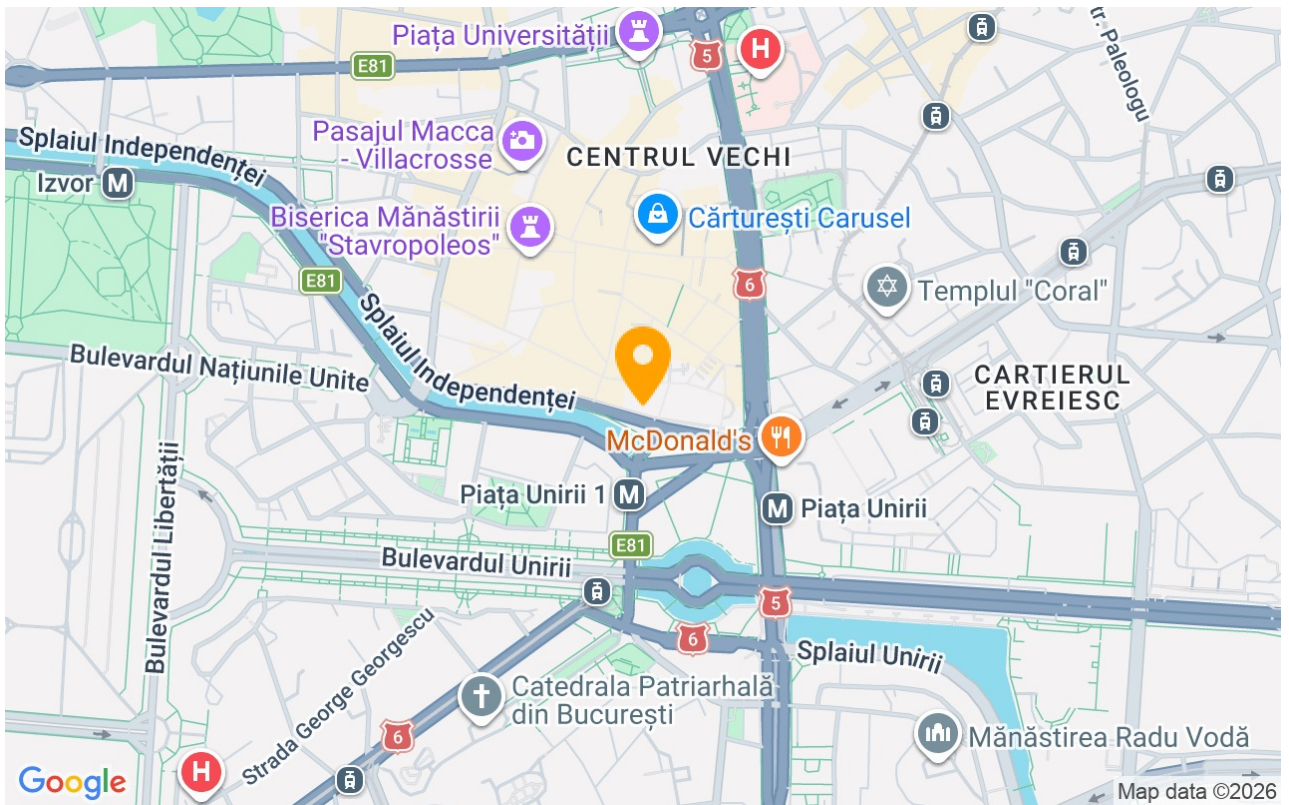 Piața Universității
5
H
tr. Paleologu
E81
Splaiul Independenței
Pasajul Macca
- Villacrosse
CENTRUL VECHI
Izvor M
Biserica Mănăstirii
"Stavropoleos"
Cărturești Carusel
E81
6
Templul "Coral"
Splaiul Independenței
Bulevardul Națiunile Unite
CARTIERUL
EVREIESC
McDonald's
Bulevardul Libertății
Piața Unirii 1 M
M Piața Unirii
E81
Bulevardul Unirii
5
6
Splaiul Unirii
Strada George Georgescu
Catedrala Patriarhală
din București
6
Mănăstirea Radu Vodă
H
Google
Map data ©2026